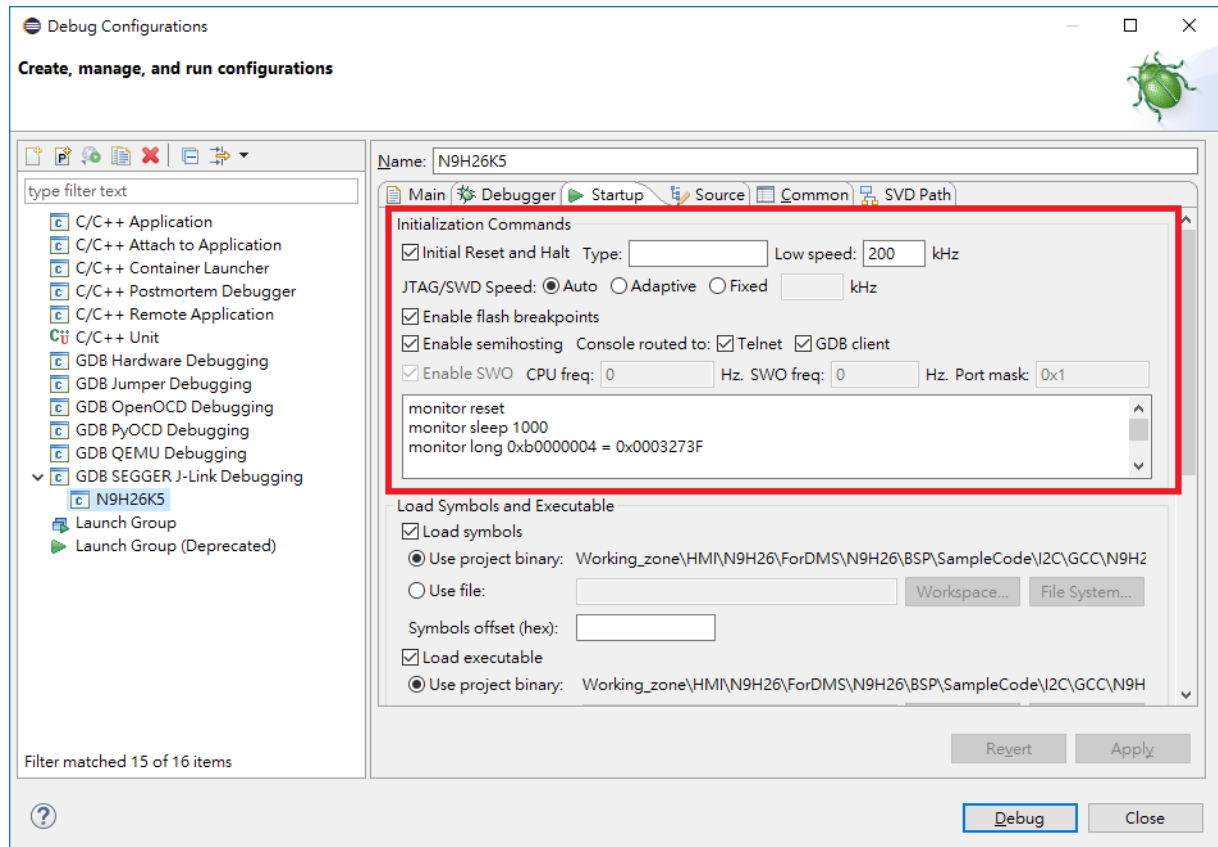 Debug Configurations
Create, manage, and run configurations
type filter text
C/C++ Application
C/C++ Attach to Application
C/C++ Container Launcher
C/C++ Postmortem Debugger
C/C++ Remote Application
C/C++ Unit
GDB Hardware Debugging
GDB Jumper Debugging
GDB OpenOCD Debugging
GDB PyOCD Debugging
GDB QEMU Debugging
GDB SEGGER J-Link Debugging
N9H26K5
Launch Group
Launch Group (Deprecated)
Filter matched 15 of 16 items
Name: N9H26K5
Main Debugger Startup Source Common SVD Path
Initialization Commands
Initial Reset and Halt Type: Low speed: 200 kHz
JTAG/SWD Speed: Auto Adaptive Fixed kHz
Enable flash breakpoints
Enable semihosting Console routed to: Telnet GDB client
Enable SWO CPU freq: 0 Hz. SWO freq: 0 Hz. Port mask: 0x1
monitor reset
monitor sleep 1000
monitor long 0xb0000004 = 0x0003273F
Load Symbols and Executable
Load symbols
Use project binary: Working_zone\HMI\N9H26\ForDMS\N9H26\BSP\SampleCode\I2C\GCC\N9H2
Use file: Workspace... File System...
Symbols offset (hex):
Load executable
Use project binary: Working_zone\HMI\N9H26\ForDMS\N9H26\BSP\SampleCode\I2C\GCC\N9H
Revert Apply
Debug Close